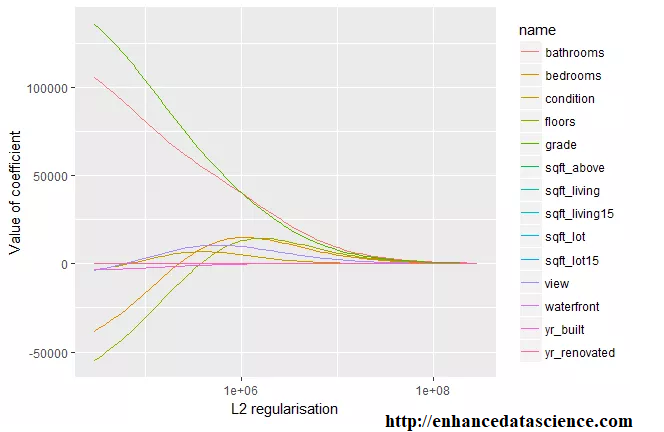 name
bathrooms
bedrooms
condition
floors
grade
sqft_above
sqft_living
sqft_living15
sqft_lot
sqft_lot15
view
waterfront
yr_built
yr_renovated
Value of coefficient
100000
50000
0
-50000
1e+06
1e+08
L2 regularisation
http://enhancedatascience.com